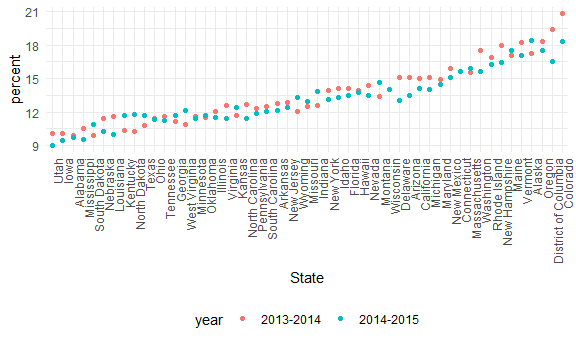 percent
21
18
15
12
9
Utah
Iowa
Alabama
Mississippi
South Dakota
Nebraska
Louisiana
Kentucky
North Dakota
Texas
Ohio
Tennessee
Georgia
West Virginia
Minnesota
Oklahoma
Illinois
Virginia
Kansas
North Carolina
Pennsylvania
South Carolina
Arkansas
New Jersey
Wyoming
Missouri
Indiana
New York
Idaho
Florida
Hawaii
Nevada
Montana
Wisconsin
Delaware
Arizona
California
Michigan
Maryland
New Mexico
Connecticut
Massachusetts
Washington
Rhode Island
New Hampshire
Maine
Vermont
Alaska
Oregon
District of Columbia
Colorado
State
year 2013-2014 2014-2015